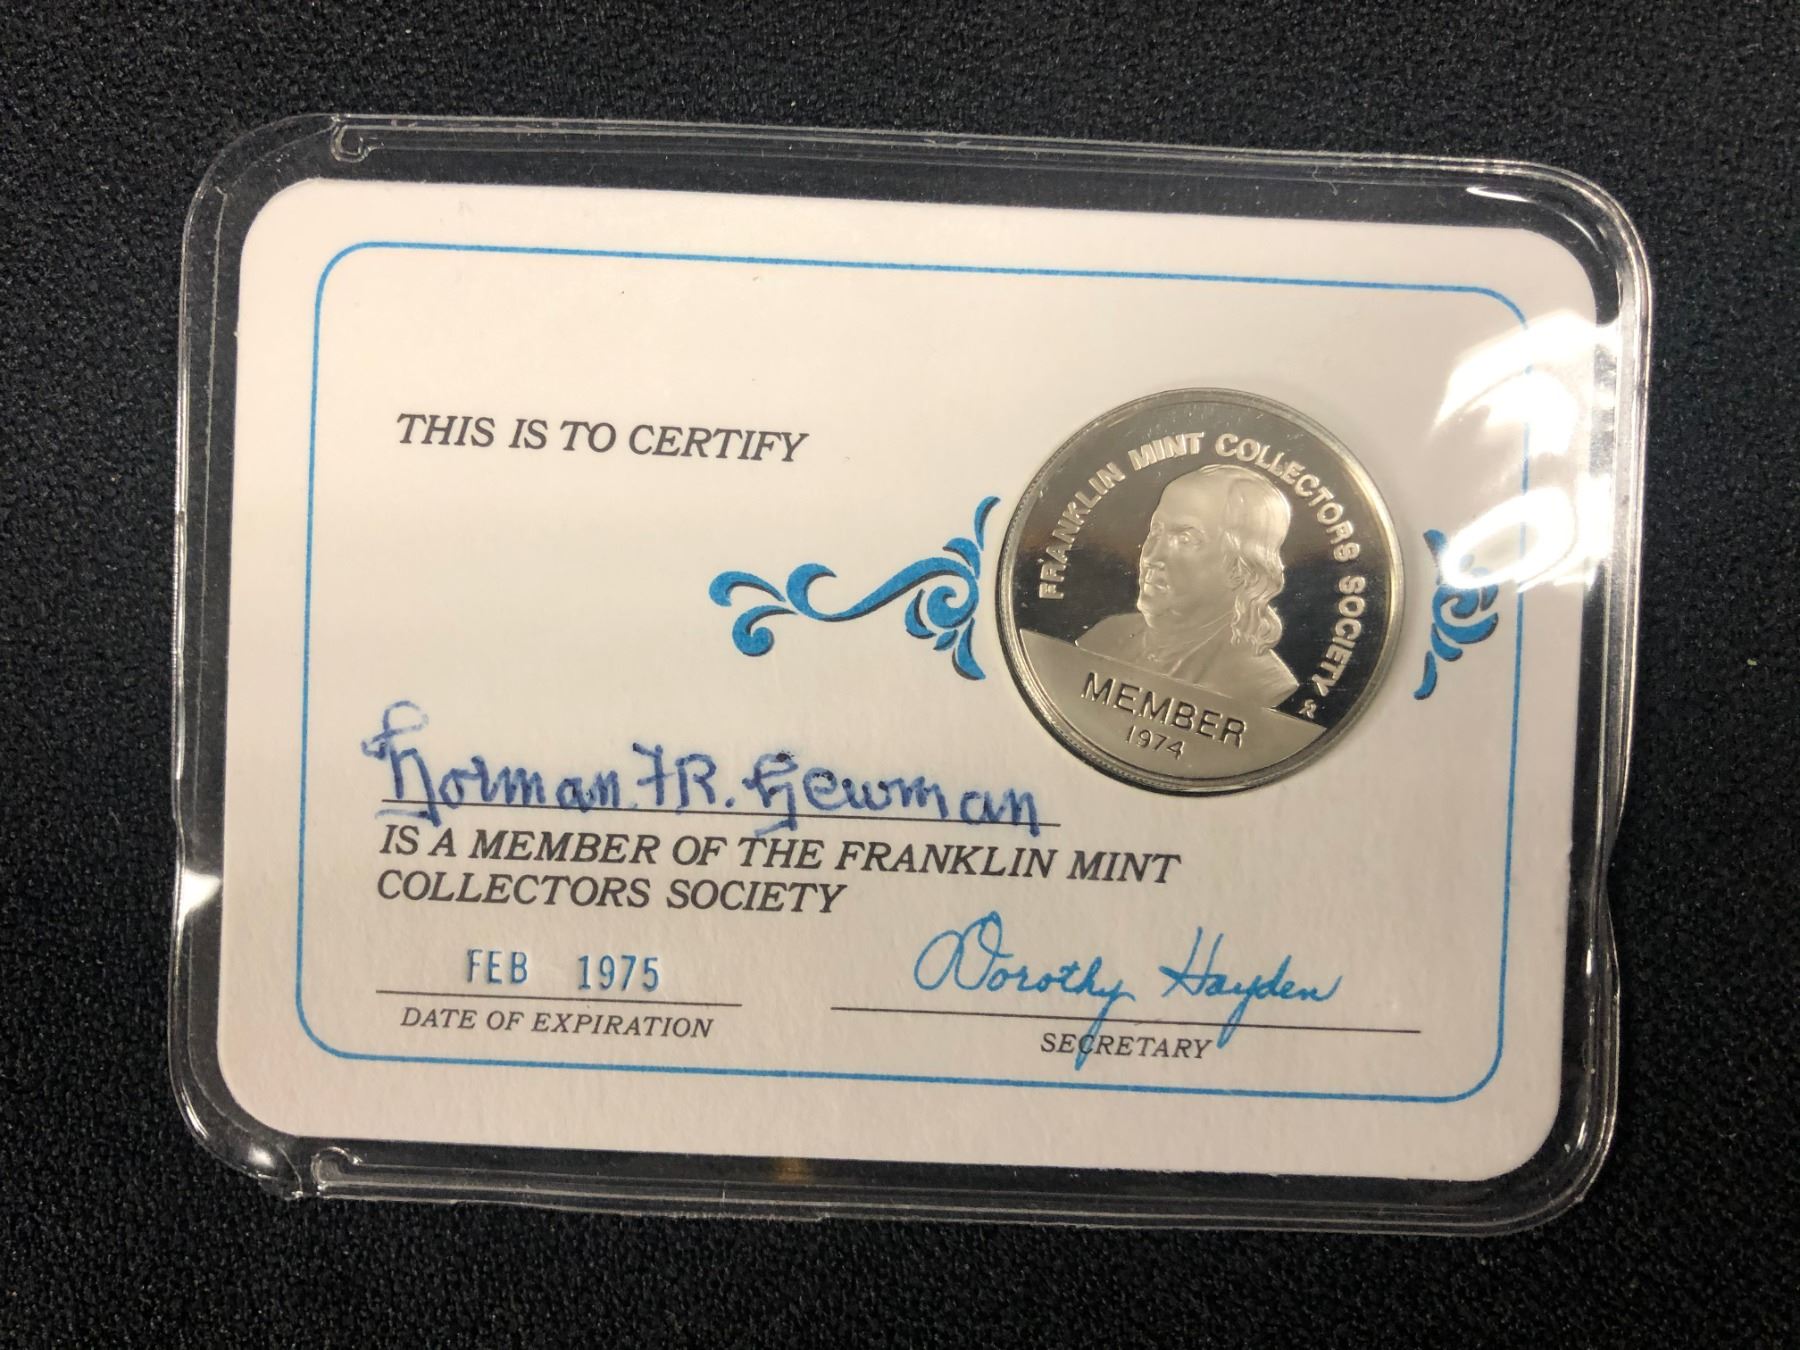 THIS IS TO CERTIFY
FRANKLIN MINT COLLECTORS SOCIETY
MEMBER
1974
Norman. F R. Newman
IS A MEMBER OF THE FRANKLIN MINT
COLLECTORS SOCIETY
FEB 1975
DATE OF EXPIRATION
Dorothy Hayden
SECRETARY